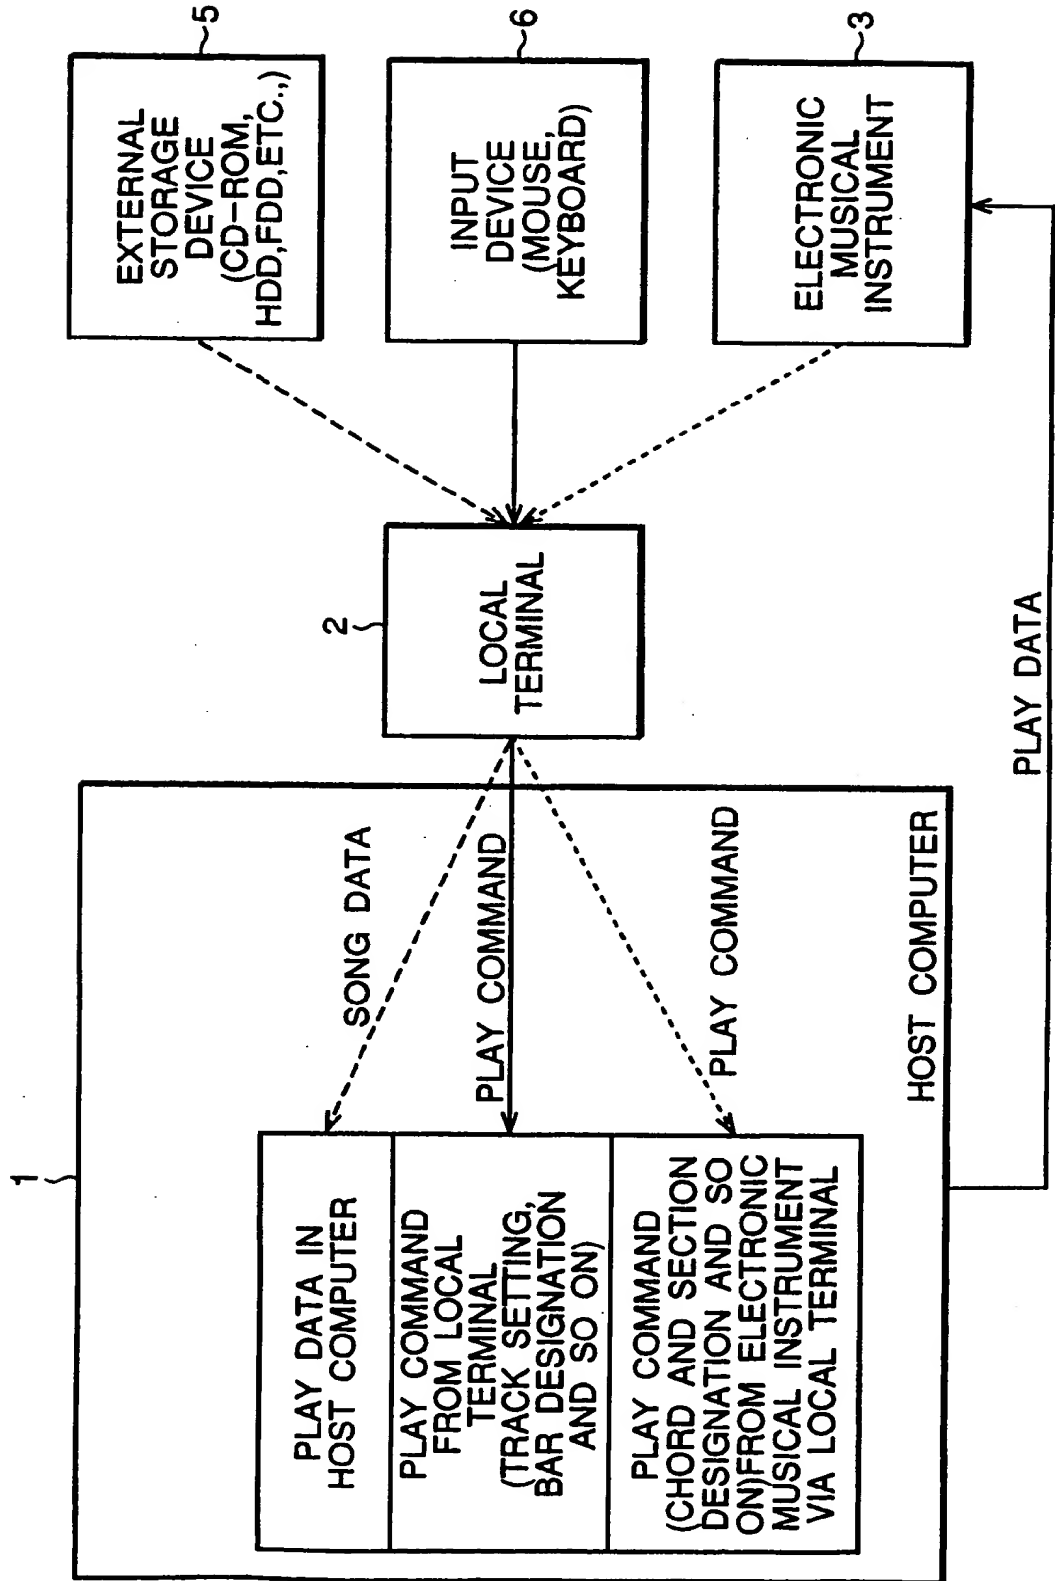 1
PLAY DATA IN
HOST COMPUTER
PLAY COMMAND
FROM LOCAL
TERMINAL
(TRACK SETTING,
BAR DESIGNATION
AND SO ON)
PLAY COMMAND
(CHORD AND SECTION
DESIGNATION AND SO
ON)FROM ELECTRONIC
MUSICAL INSTRUMENT
VIA LOCAL TERMINAL
SONG DATA
PLAY COMMAND
PLAY COMMAND
HOST COMPUTER
2
LOCAL
TERMINAL
5
EXTERNAL
STORAGE
DEVICE
(CD-ROM,
HDD,FDD,ETC.,)
6
INPUT
DEVICE
(MOUSE,
KEYBOARD)
3
ELECTRONIC
MUSICAL
INSTRUMENT
PLAY DATA